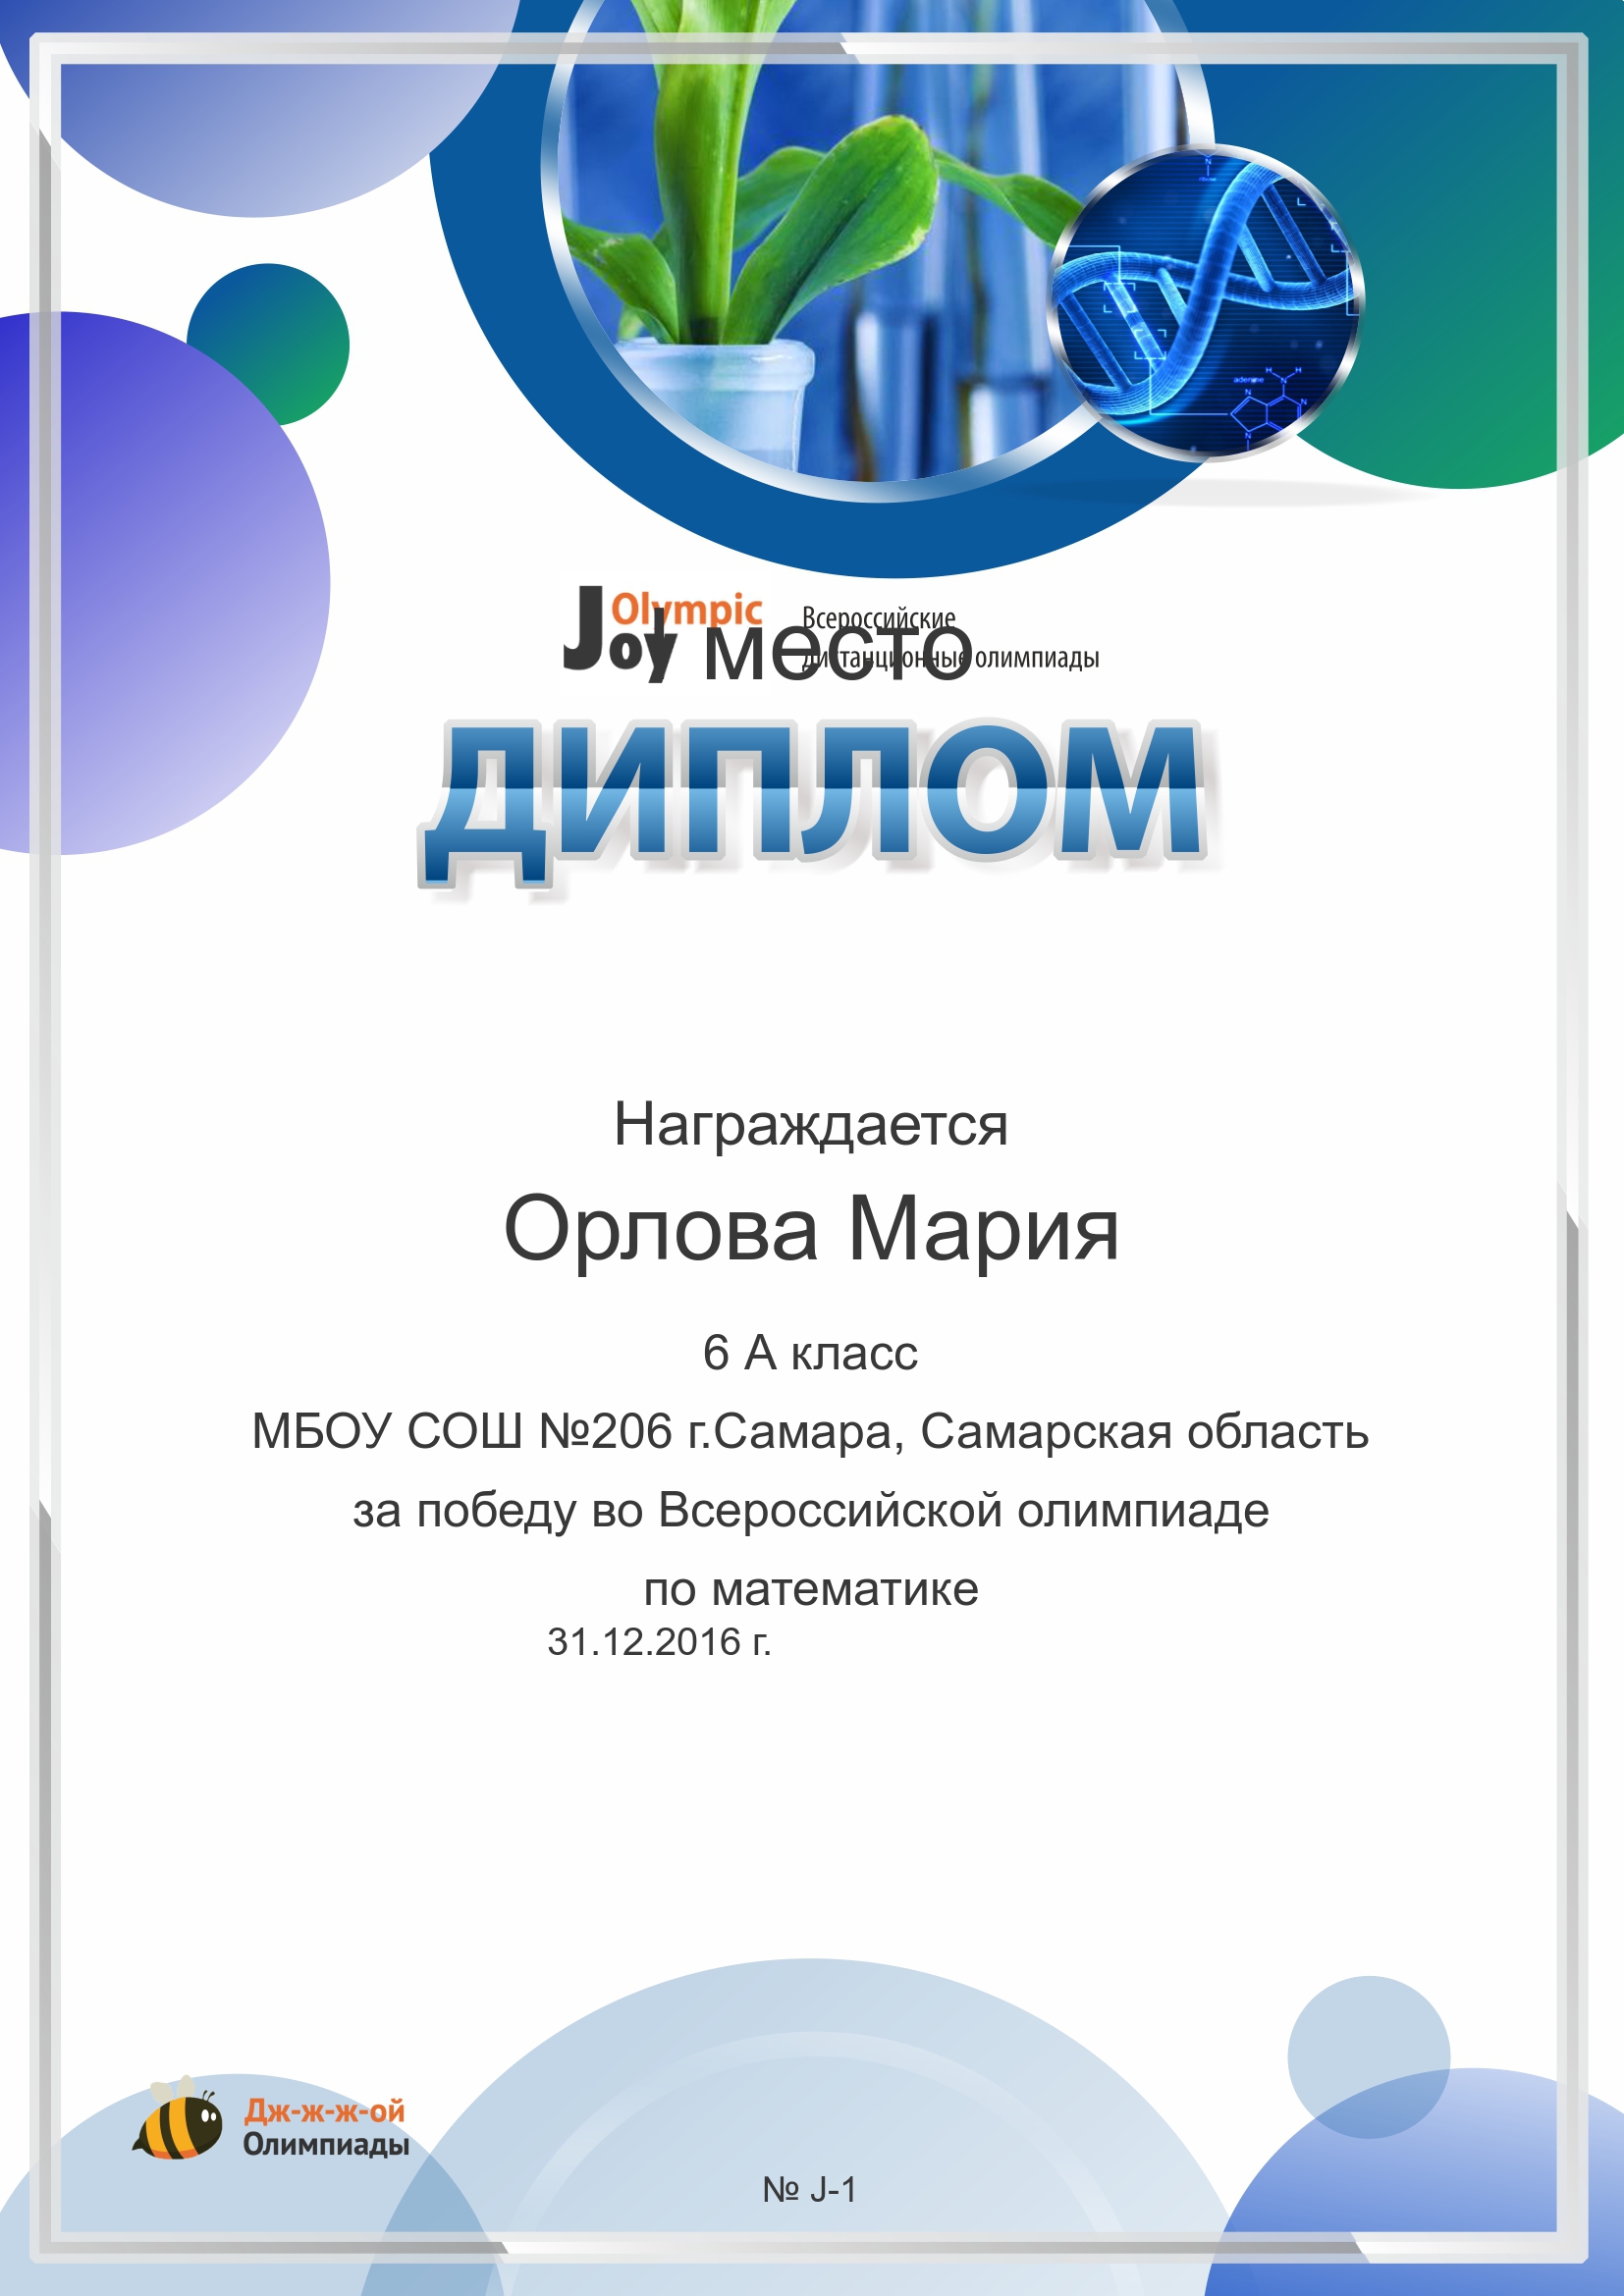 Olympic
Joy
Всероссийские
дистанционные олимпиады
I место
ДИПЛОМ
Награждается
Орлова Мария
6 А класс
МБОУ СОШ №206 г.Самара, Самарская область
за победу во Всероссийской олимпиаде
по математике
31.12.2016 г.
Дж-ж-ж-ой
Олимпиады
№ J-1
adenine